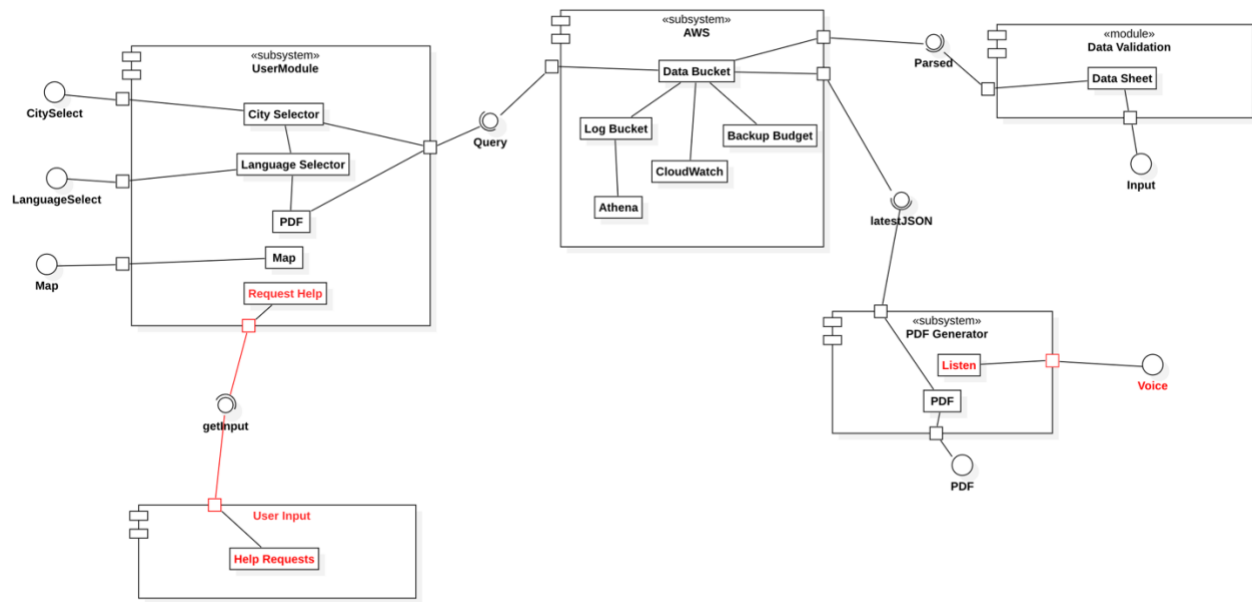 «subsystem»
UserModule
CitySelect
City Selector
LanguageSelect
Language Selector
PDF
Map
Map
Request Help
Query
«subsystem»
AWS
Data Bucket
Log Bucket
Backup Budget
CloudWatch
Athena
Parsed
«module»
Data Validation
Data Sheet
Input
latestJSON
«subsystem»
PDF Generator
Listen
Voice
PDF
PDF
getInput
User Input
Help Requests